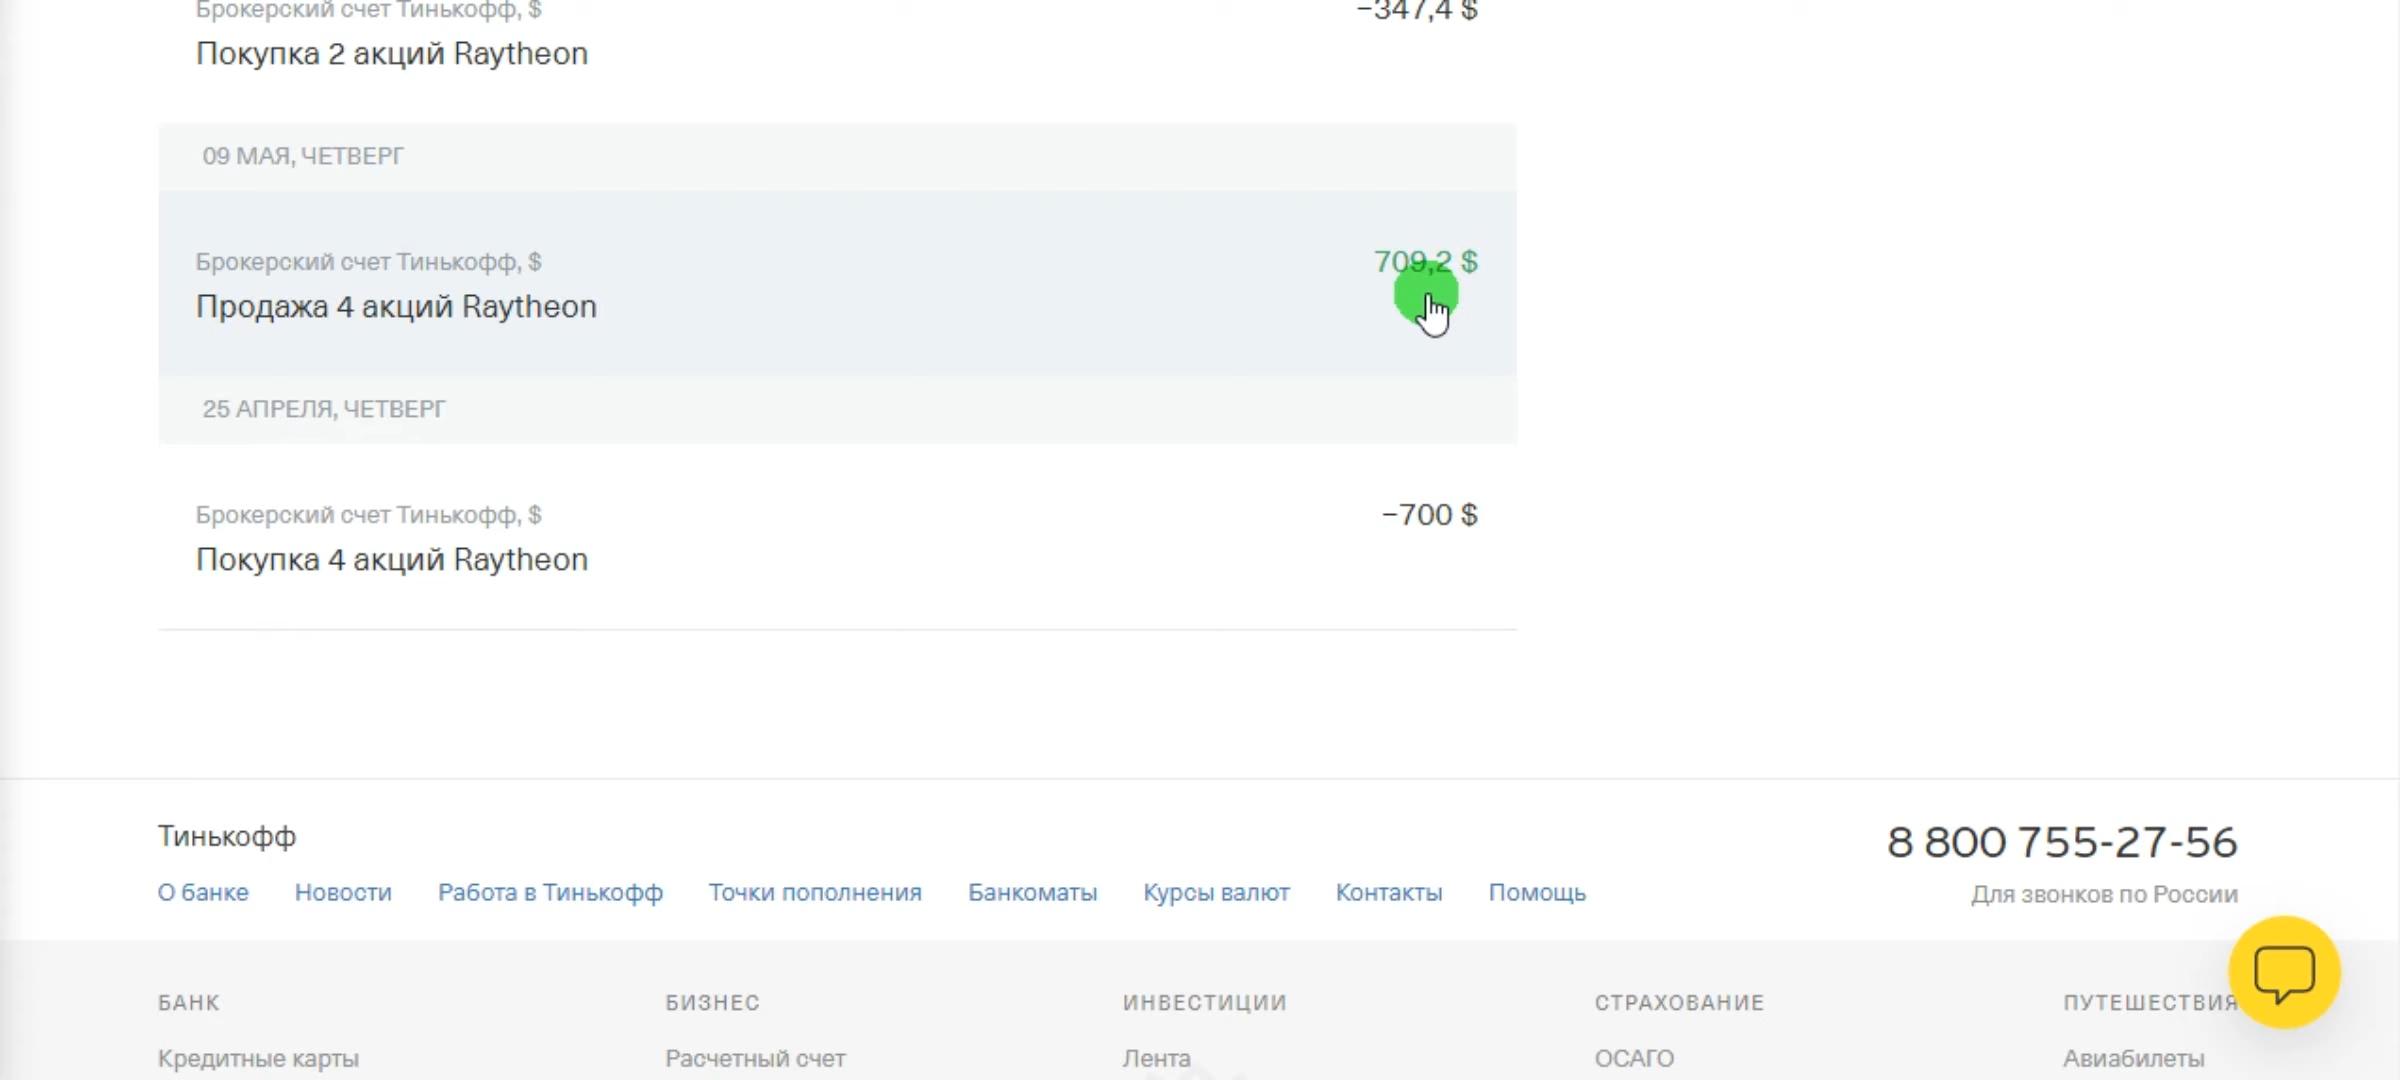 Брокерский счет Тинькофф, $ −347,4 $
Покупка 2 акций Raytheon
09 МАЯ, ЧЕТВЕРГ
Брокерский счет Тинькофф, $ 709,2 $
Продажа 4 акций Raytheon
25 АПРЕЛЯ, ЧЕТВЕРГ
Брокерский счет Тинькофф, $ −700 $
Покупка 4 акций Raytheon
Тинькофф 8 800 755-27-56
О банке Новости Работа в Тинькофф Точки пополнения Банкоматы Курсы валют Контакты Помощь Для звонков по России
БАНК БИЗНЕС ИНВЕСТИЦИИ СТРАХОВАНИЕ ПУТЕШЕСТВИЯ
Кредитные карты Расчетный счет Лента ОСАГО Авиабилеты